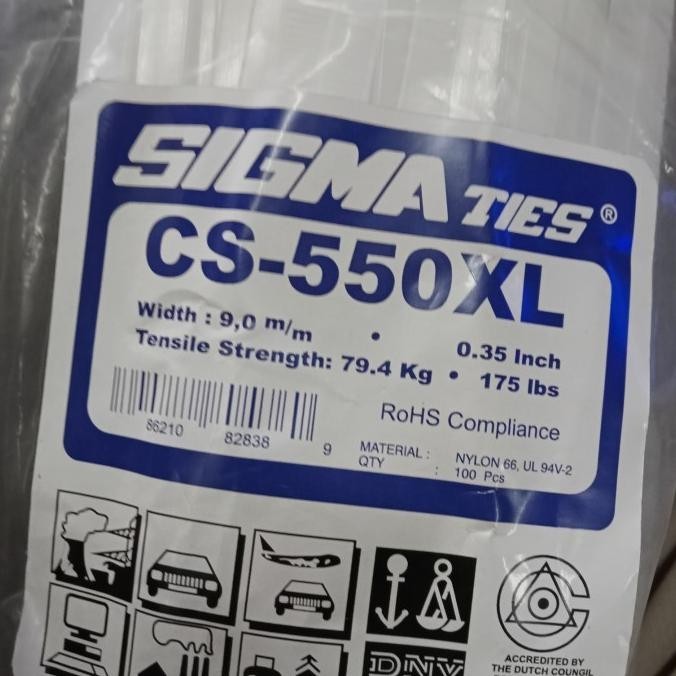 SIGMA TIES ®
CS-550XL
Width : 9,0 m/m • 0.35 Inch
Tensile Strength: 79.4 Kg • 175 lbs
RoHS Compliance
86210 82838 9
MATERIAL : NYLON 66, UL 94V-2
QTY : 100 Pcs
DNV
ACCREDITED BY
THE DUTCH COUNCIL